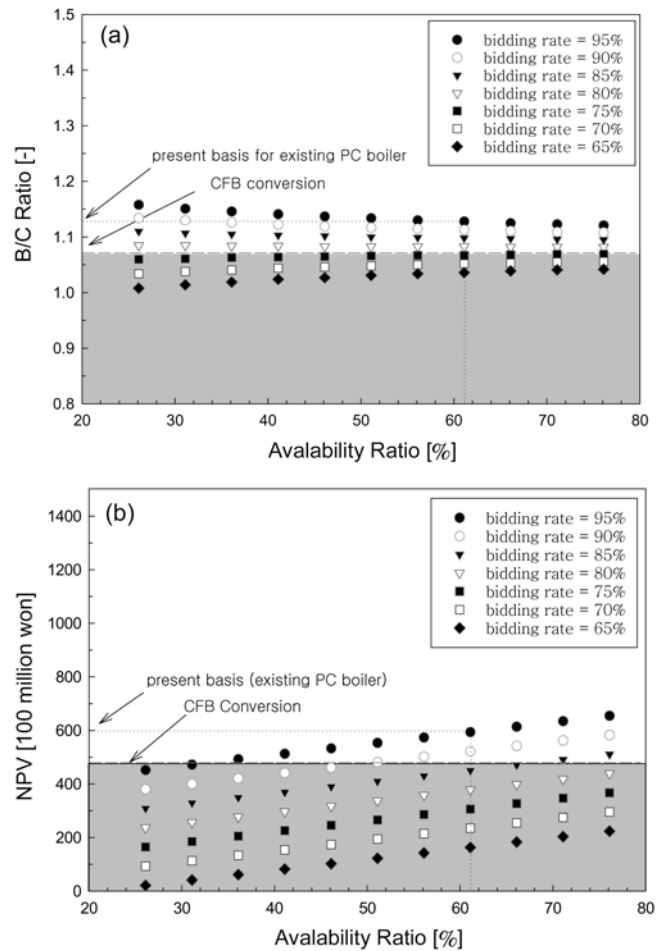 (a)
bidding rate = 95%
bidding rate = 90%
bidding rate = 85%
bidding rate = 80%
bidding rate = 75%
bidding rate = 70%
bidding rate = 65%
present basis for existing PC boiler
CFB conversion
B/C Ratio [-]
1.5
1.4
1.3
1.2
1.1
1.0
0.9
0.8
20 30 40 50 60 70 80
Avalability Ratio [%]
(b)
bidding rate = 95%
bidding rate = 90%
bidding rate = 85%
bidding rate = 80%
bidding rate = 75%
bidding rate = 70%
bidding rate = 65%
present basis (existing PC boiler)
CFB Conversion
NPV [100 million won]
1400
1200
1000
800
600
400
200
0
20 30 40 50 60 70 80
Availability Ratio [%]